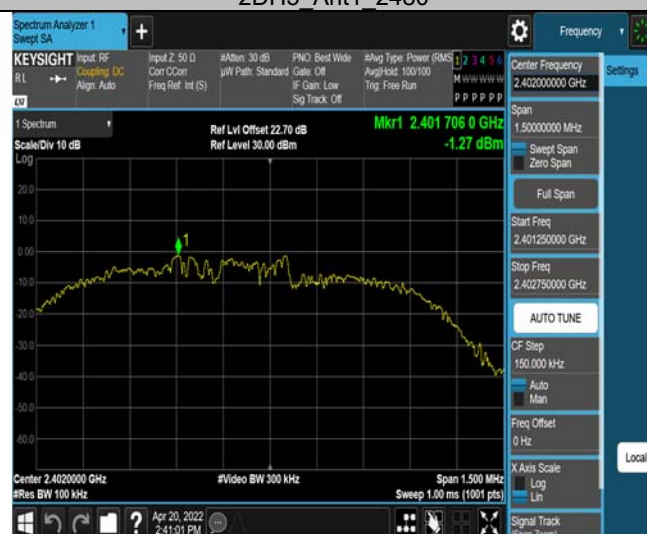 2DH5_Ant1_2480
Spectrum Analyzer 1
Swept SA
+
Frequency
KEYSIGHT
RL
Input: RF
Coupling: DC
Align: Auto
Input Z: 50 Ω
Corr CCorr
Freq Ref: Int (S)
#Atten: 30 dB
µW Path: Standard
PNO: Best Wide
Gate: Off
IF Gain: Low
Sig Track: Off
#Avg Type: Power (RMS
Avg|Hold: 100/100
Trig: Free Run
1 2 3 4 5 6
M W W W W W
P P P P P P
1 Spectrum
Scale/Div 10 dB
Log
Ref Lvl Offset 22.70 dB
Ref Level 30.00 dBm
Mkr1 2.401 706 0 GHz
-1.27 dBm
1
20.0
10.0
0.00
-10.0
-20.0
-30.0
-40.0
-50.0
-60.0
Center 2.4020000 GHz
#Res BW 100 kHz
#Video BW 300 kHz
Span 1.500 MHz
Sweep 1.00 ms (1001 pts)
Apr 20, 2022
2:41:01 PM
?
Center Frequency
2.402000000 GHz
Settings
Span
1.50000000 MHz
Swept Span
Zero Span
Full Span
Start Freq
2.401250000 GHz
Stop Freq
2.402750000 GHz
AUTO TUNE
CF Step
150.000 kHz
Auto
Man
Freq Offset
0 Hz
Local
X Axis Scale
Log
Lin
Signal Track
(Span Zoom)